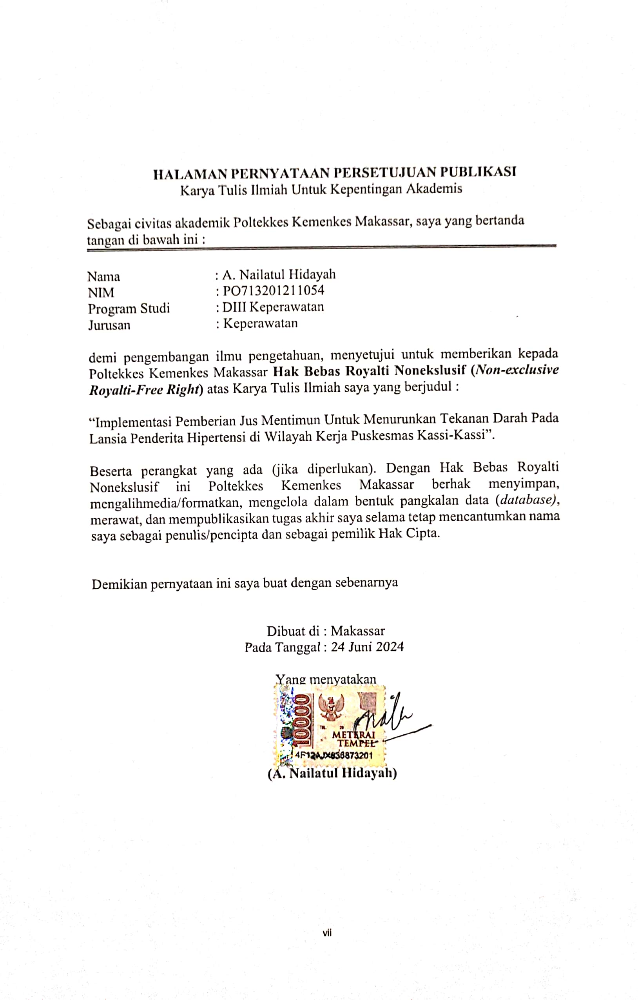 HALAMAN PERNYATAAN PERSETUJUAN PUBLIKASI
Karya Tulis Ilmiah Untuk Kepentingan Akademis
Sebagai civitas akademik Poltekkes Kemenkes Makassar, saya yang bertanda
tangan di bawah ini :
Nama : A. Nailatul Hidayah
NIM : PO713201211054
Program Studi : DIII Keperawatan
Jurusan : Keperawatan
demi pengembangan ilmu pengetahuan, menyetujui untuk memberikan kepada
Poltekkes Kemenkes Makassar Hak Bebas Royalti Nonekslusif (Non-exclusive
Royalti-Free Right) atas Karya Tulis Ilmiah saya yang berjudul :
“Implementasi Pemberian Jus Mentimun Untuk Menurunkan Tekanan Darah Pada
Lansia Penderita Hipertensi di Wilayah Kerja Puskesmas Kassi-Kassi”.
Beserta perangkat yang ada (jika diperlukan). Dengan Hak Bebas Royalti
Nonekslusif ini Poltekkes Kemenkes Makassar berhak menyimpan,
mengalihmedia/formatkan, mengelola dalam bentuk pangkalan data (database),
merawat, dan mempublikasikan tugas akhir saya selama tetap mencantumkan nama
saya sebagai penulis/pencipta dan sebagai pemilik Hak Cipta.
Demikian pernyataan ini saya buat dengan sebenarnya
Dibuat di : Makassar
Pada Tanggal : 24 Juni 2024
Yang menyatakan
10000
TGL. 20
METERAI
TEMPEL
(A. Nailatul Hidayah)
vii